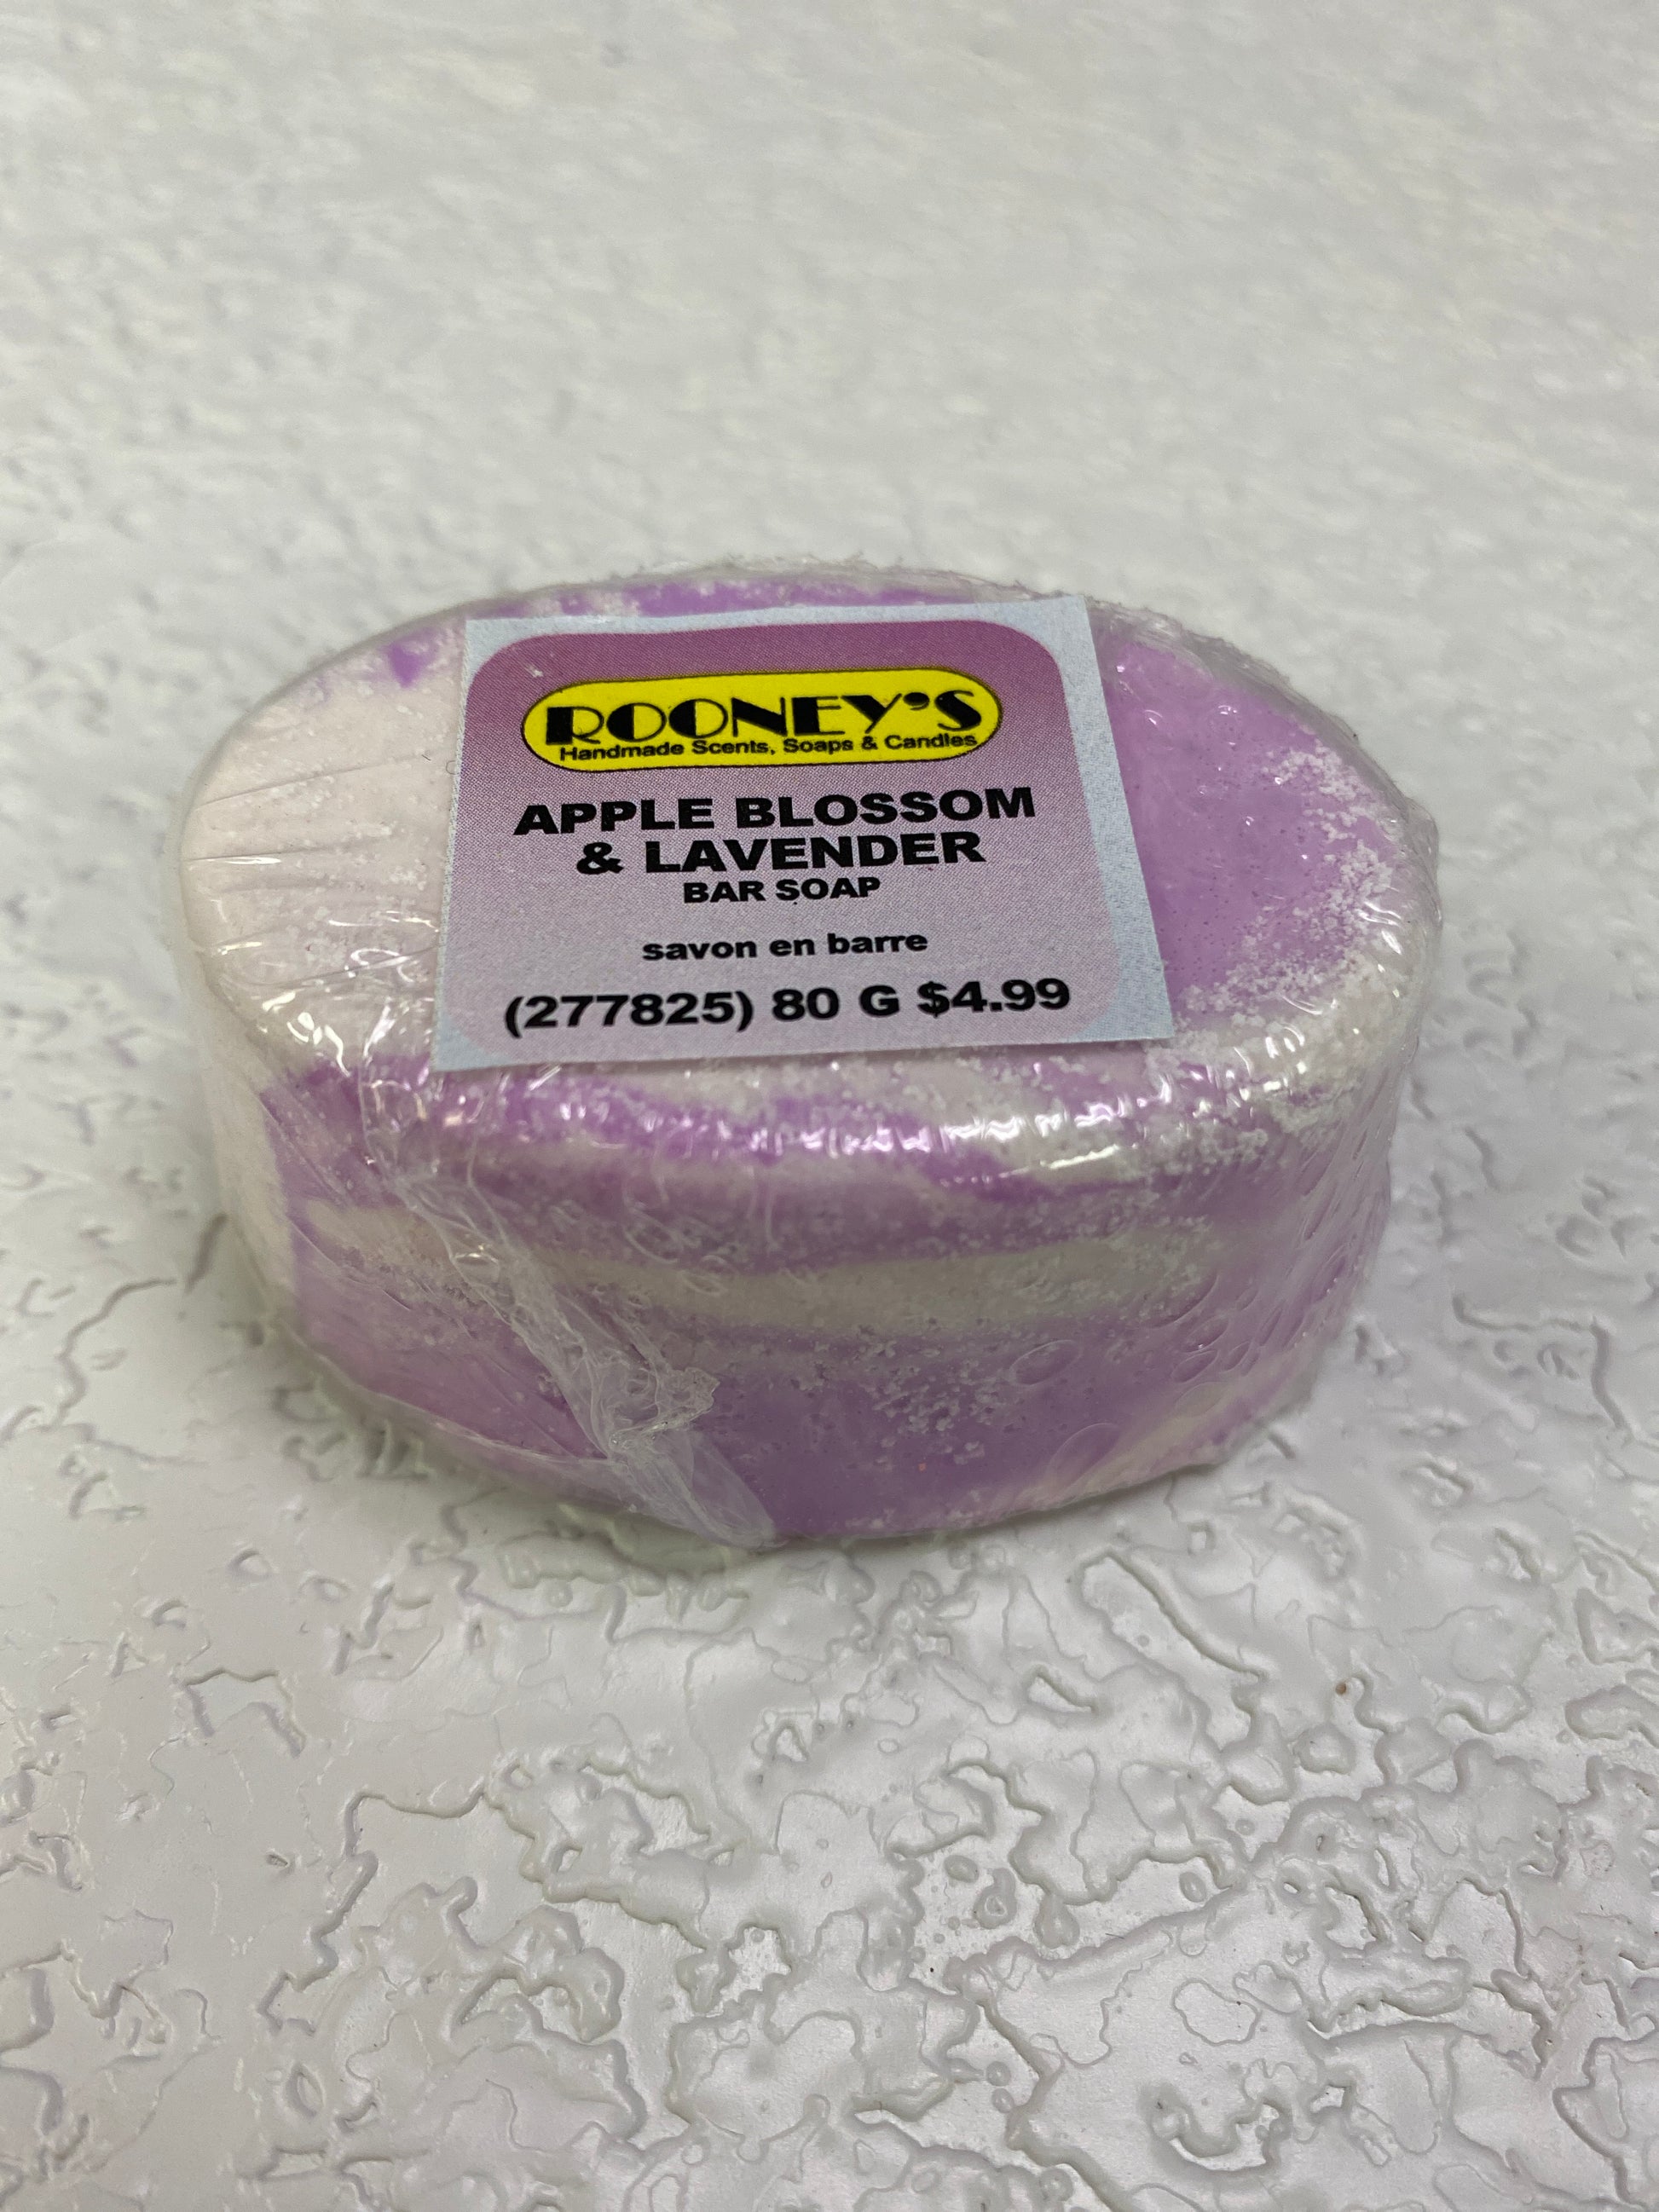 ROONEY'S
Handmade Scents, Soaps & Candles
APPLE BLOSSOM
& LAVENDER
BAR SOAP
savon en barre
(277825) 80 G $4.99